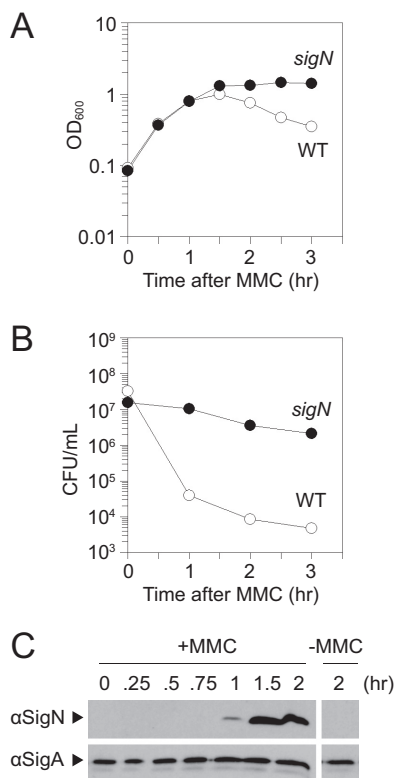 A
10
1
0.1
0.01
OD600
sigN
WT
0 1 2 3
Time after MMC (hr)
B
10⁹
10⁸
10⁷
10⁶
10⁵
10⁴
10³
CFU/mL
sigN
WT
0 1 2 3
Time after MMC (hr)
C
+MMC -MMC
0 .25 .5 .75 1 1.5 2 2 (hr)
αSigN ►
αSigA ►